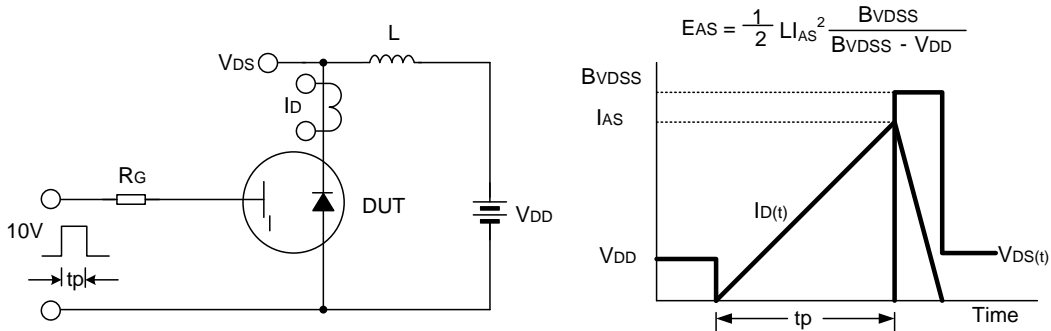 L
VDS
ID
RG
DUT
VDD
10V
tp
EAS = 1/2 LIAS² BVDSS / BVDSS - VDD
BVDSS
IAS
ID(t)
VDD
VDS(t)
tp
Time